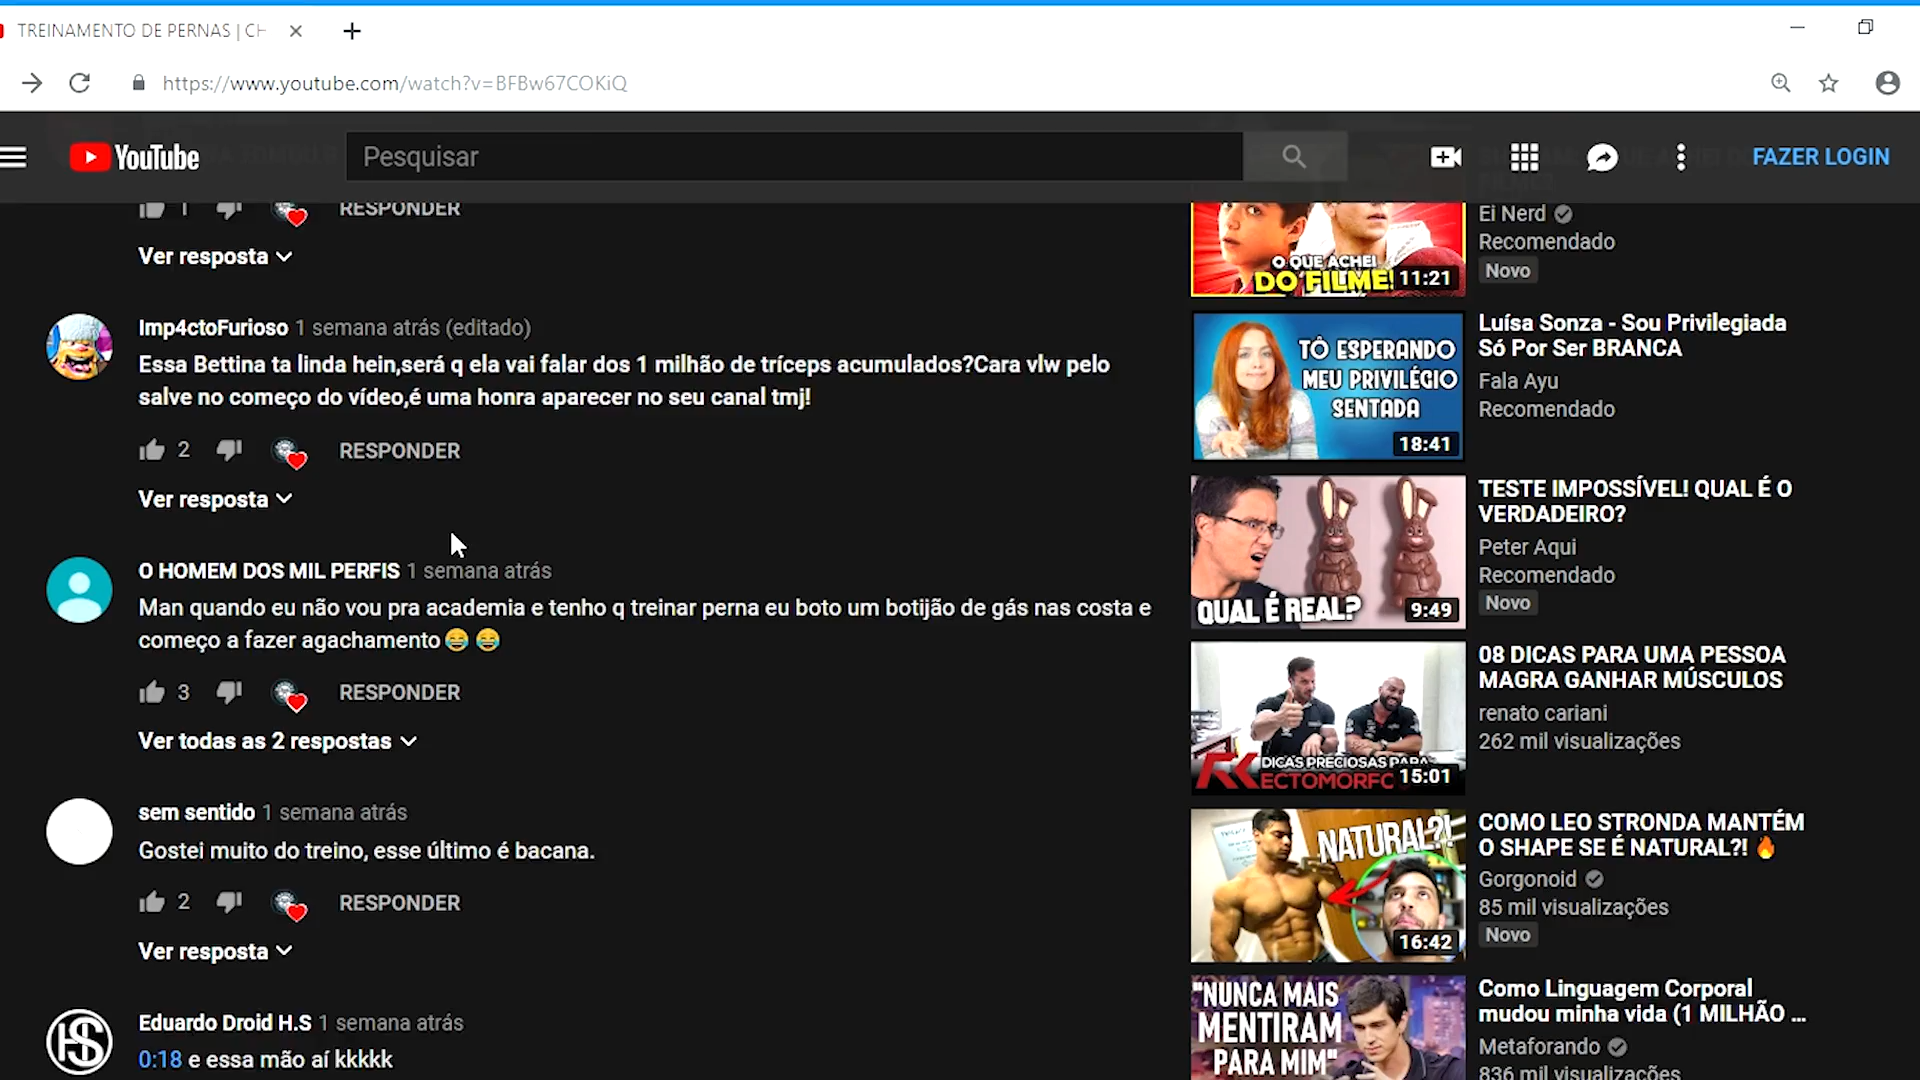 TREINAMENTO DE PERNAS | CH
https://www.youtube.com/watch?v=BFBw67COKiQ
YouTube
Pesquisar
FAZER LOGIN
1
RESPONDER
Ver resposta
Imp4ctoFurioso 1 semana atrás (editado)
Essa Bettina ta linda hein,será q ela vai falar dos 1 milhão de tríceps acumulados?Cara vlw pelo
salve no começo do vídeo,é uma honra aparecer no seu canal tmj!
2
RESPONDER
Ver resposta
O HOMEM DOS MIL PERFIS 1 semana atrás
Man quando eu não vou pra academia e tenho q treinar perna eu boto um botijão de gás nas costa e
começo a fazer agachamento 😂 😂
3
RESPONDER
Ver todas as 2 respostas
sem sentido 1 semana atrás
Gostei muito do treino, esse último é bacana.
2
RESPONDER
Ver resposta
HS
Eduardo Droid H.S 1 semana atrás
0:18 e essa mão aí kkkkk
O QUE ACHEI
DO FILME!
11:21
Ei Nerd
Recomendado
Novo
TÔ ESPERANDO
MEU PRIVILÉGIO
SENTADA
18:41
Luísa Sonza - Sou Privilegiada
Só Por Ser BRANCA
Fala Ayu
Recomendado
QUAL É REAL?
9:49
TESTE IMPOSSÍVEL! QUAL É O
VERDADEIRO?
Peter Aqui
Recomendado
Novo
RK
DICAS PRECIOSAS PARA
ECTOMORFO
15:01
08 DICAS PARA UMA PESSOA
MAGRA GANHAR MÚSCULOS
renato cariani
262 mil visualizações
NATURAL?!
16:42
COMO LEO STRONDA MANTÉM
O SHAPE SE É NATURAL?! 🔥
Gorgonoid
85 mil visualizações
Novo
"NUNCA MAIS
MENTIRAM
PARA MIM"
Como Linguagem Corporal
mudou minha vida (1 MILHÃO ...
Metaforando
836 mil visualizações